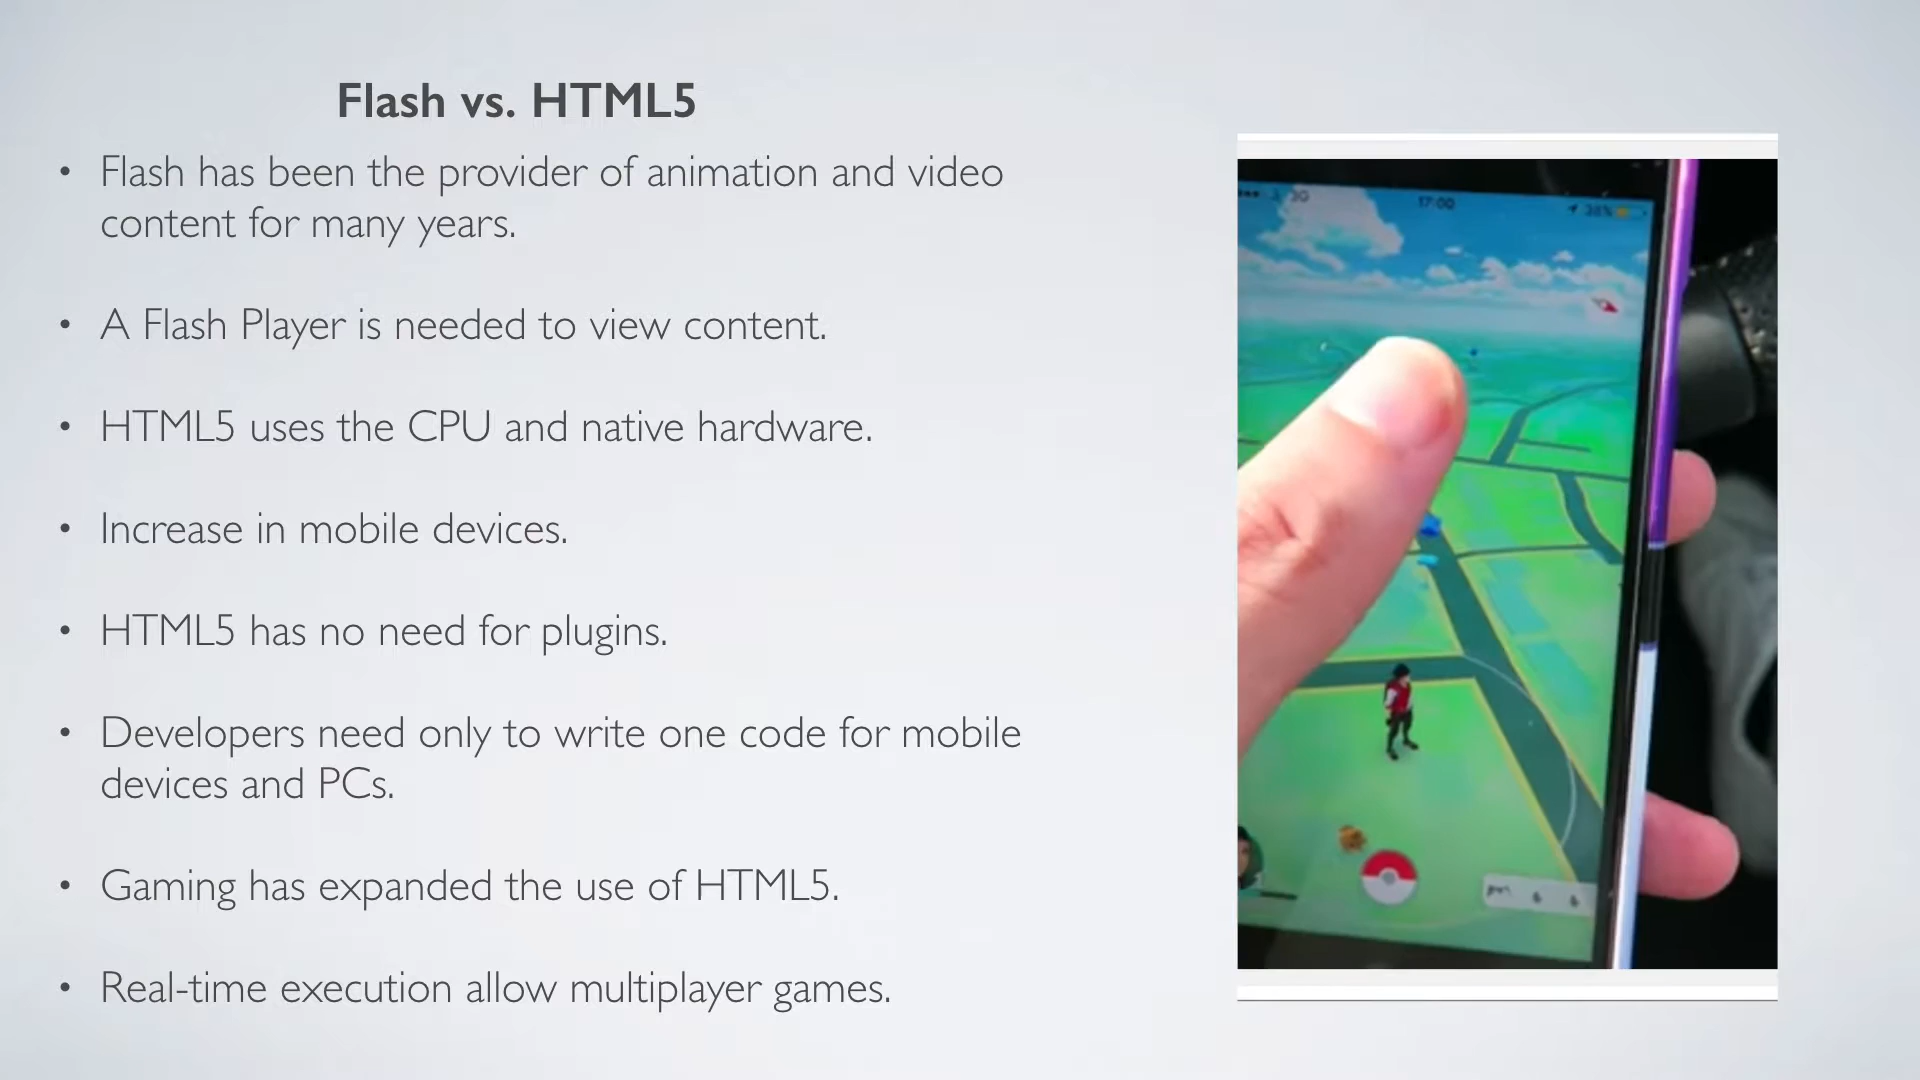 Flash vs. HTML5
• Flash has been the provider of animation and video
content for many years.
• A Flash Player is needed to view content.
• HTML5 uses the CPU and native hardware.
• Increase in mobile devices.
• HTML5 has no need for plugins.
• Developers need only to write one code for mobile
devices and PCs.
• Gaming has expanded the use of HTML5.
• Real-time execution allow multiplayer games.
17:00
38%